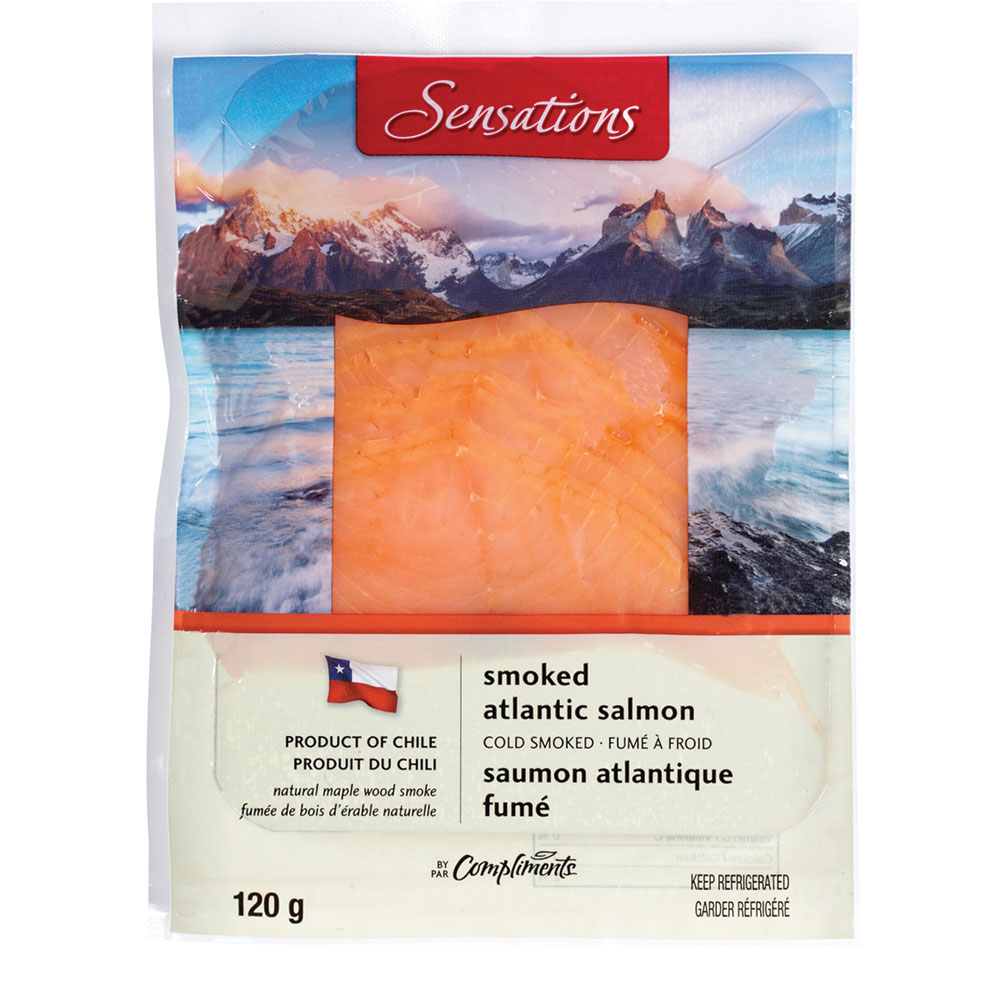 Sensations
PRODUCT OF CHILE
PRODUIT DU CHILI
natural maple wood smoke
fumée de bois d'érable naturelle
smoked
atlantic salmon
COLD SMOKED · FUMÉ À FROID
saumon atlantique
fumé
BY
PAR
Compliments
120 g
KEEP REFRIGERATED
GARDER RÉFRIGÉRÉ